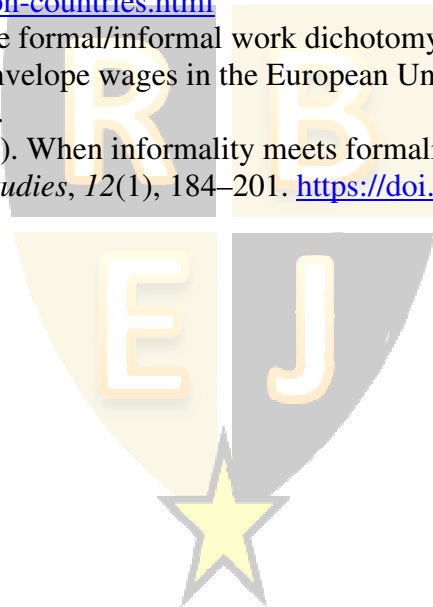 on-countries.html
e formal/informal work dichotomy
nvelope wages in the European Un
.
). When informality meets formali
udies, 12(1), 184–201. https://doi.
R B
E J